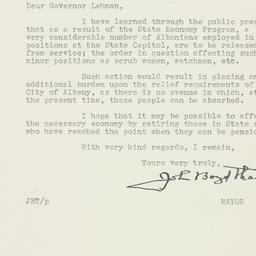 Dear Governor Lehman,
I have learned through the public pres
that as a result of the State Economy Program, a
very considerable number of Albanians employed in
positions at the State Capitol, are to be released
from service; the order in question affecting such
minor positions as scrub women, watchmen, etc.
Such action would result in placing an
additional burden upon the relief requirements of
City of Albany, as there is no avenue in which, at
the present time, these people can be absorbed.
I hope that it may be possible to affe
the necessary economy by retiring those in State s
who have reached the point when they can be pensio
With very kind regards, I remain,
Yours very truly,
John Boyd Tha
JBT/p
MAYOR